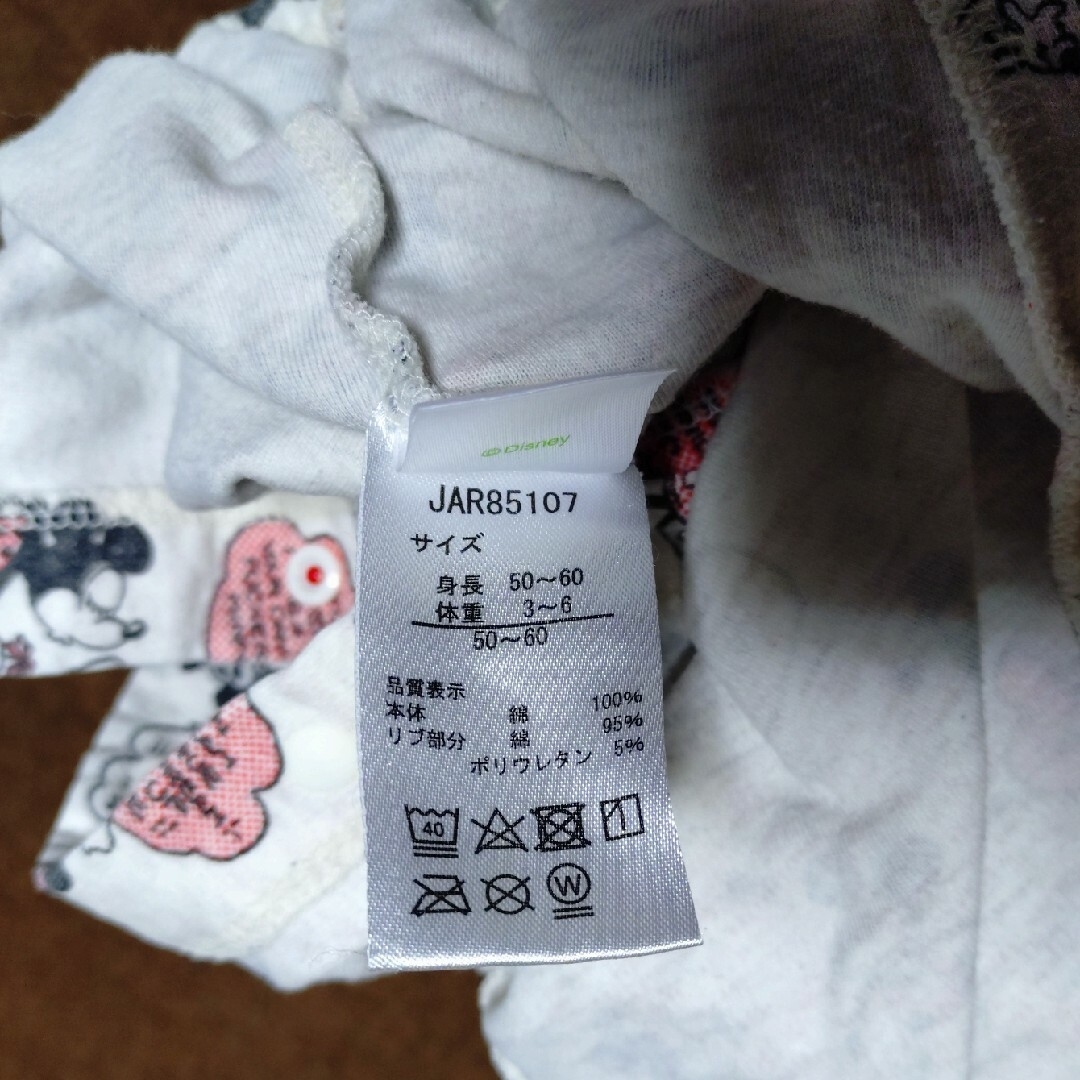 ©Disney
JAR85107
サイズ
身長 50～60
体重 3～6
50～60
品質表示
本体 綿 100%
リブ部分 綿 95%
ポリウレタン 5%
40
W